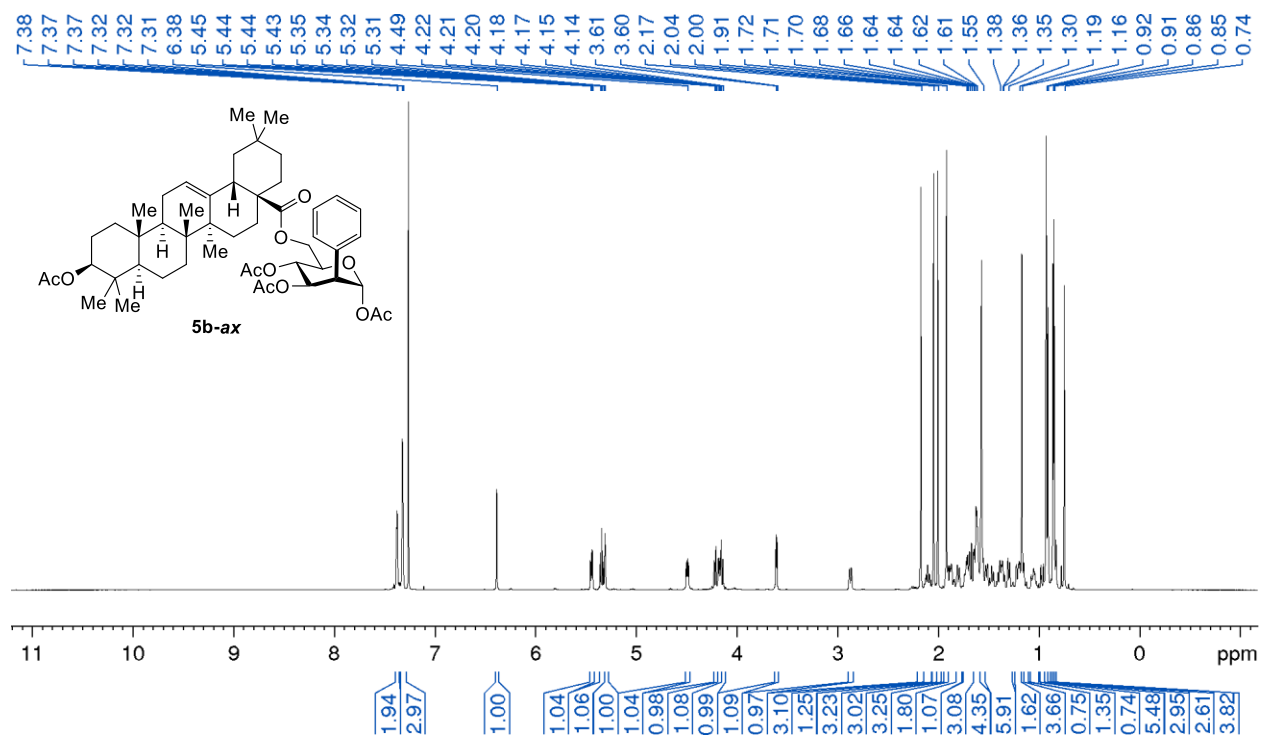 7.38 7.37 7.37 7.32 7.32 7.31 6.38 5.45 5.44 5.44 5.43 5.35 5.34 5.32 5.31 4.49 4.22 4.21 4.20 4.18 4.17 4.15 4.14 3.61 3.60 2.17 2.04 2.00 1.91 1.72 1.71 1.70 1.68 1.66 1.64 1.64 1.62 1.61 1.55 1.38 1.36 1.35 1.30 1.19 1.16 0.92 0.91 0.86 0.85 0.74
Me Me
O
Me Me H
O
H Me
O
AcO
AcO
AcO
H
Me Me
OAc
5b-ax
11 10 9 8 7 6 5 4 3 2 1 0 ppm
1.94 2.97 1.00 1.04 1.06 1.00 1.04 0.98 1.08 0.99 1.09 0.97 3.10 1.25 3.23 3.02 3.25 1.80 1.07 3.08 4.35 5.91 1.62 3.66 0.75 1.35 0.74 5.48 2.95 2.61 3.82